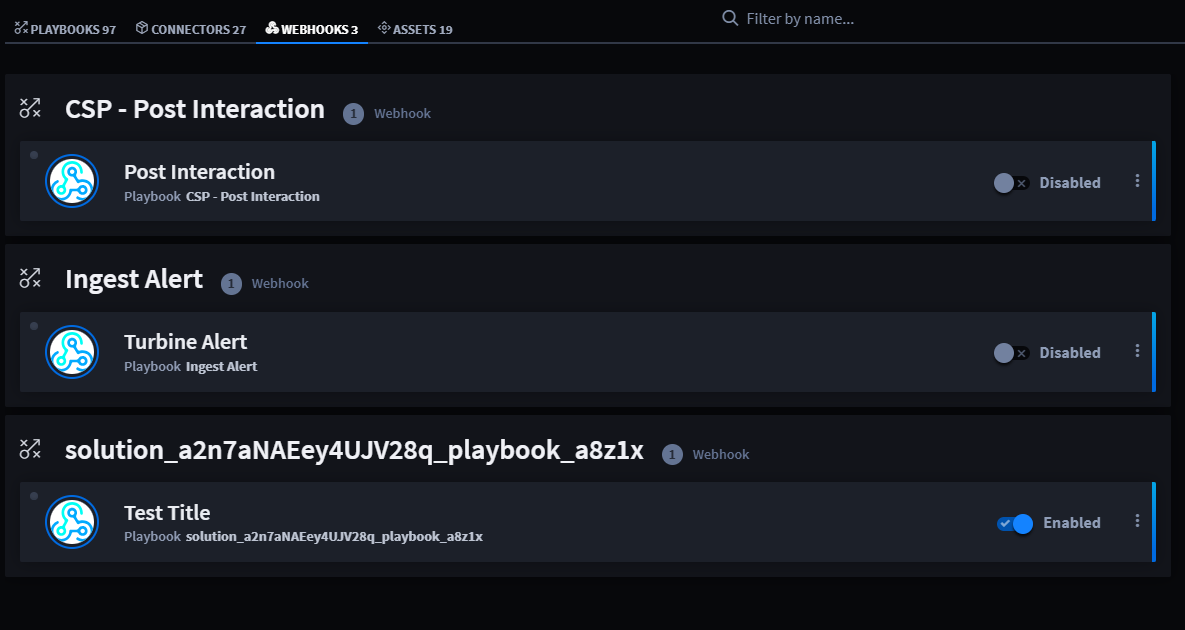 PLAYBOOKS 97 CONNECTORS 27 WEBHOOKS 3 ASSETS 19 Filter by name...
CSP - Post Interaction 1 Webhook
Post Interaction
Playbook CSP - Post Interaction
Disabled
Ingest Alert 1 Webhook
Turbine Alert
Playbook Ingest Alert
Disabled
solution_a2n7aNAEey4UJV28q_playbook_a8z1x 1 Webhook
Test Title
Playbook solution_a2n7aNAEey4UJV28q_playbook_a8z1x
Enabled